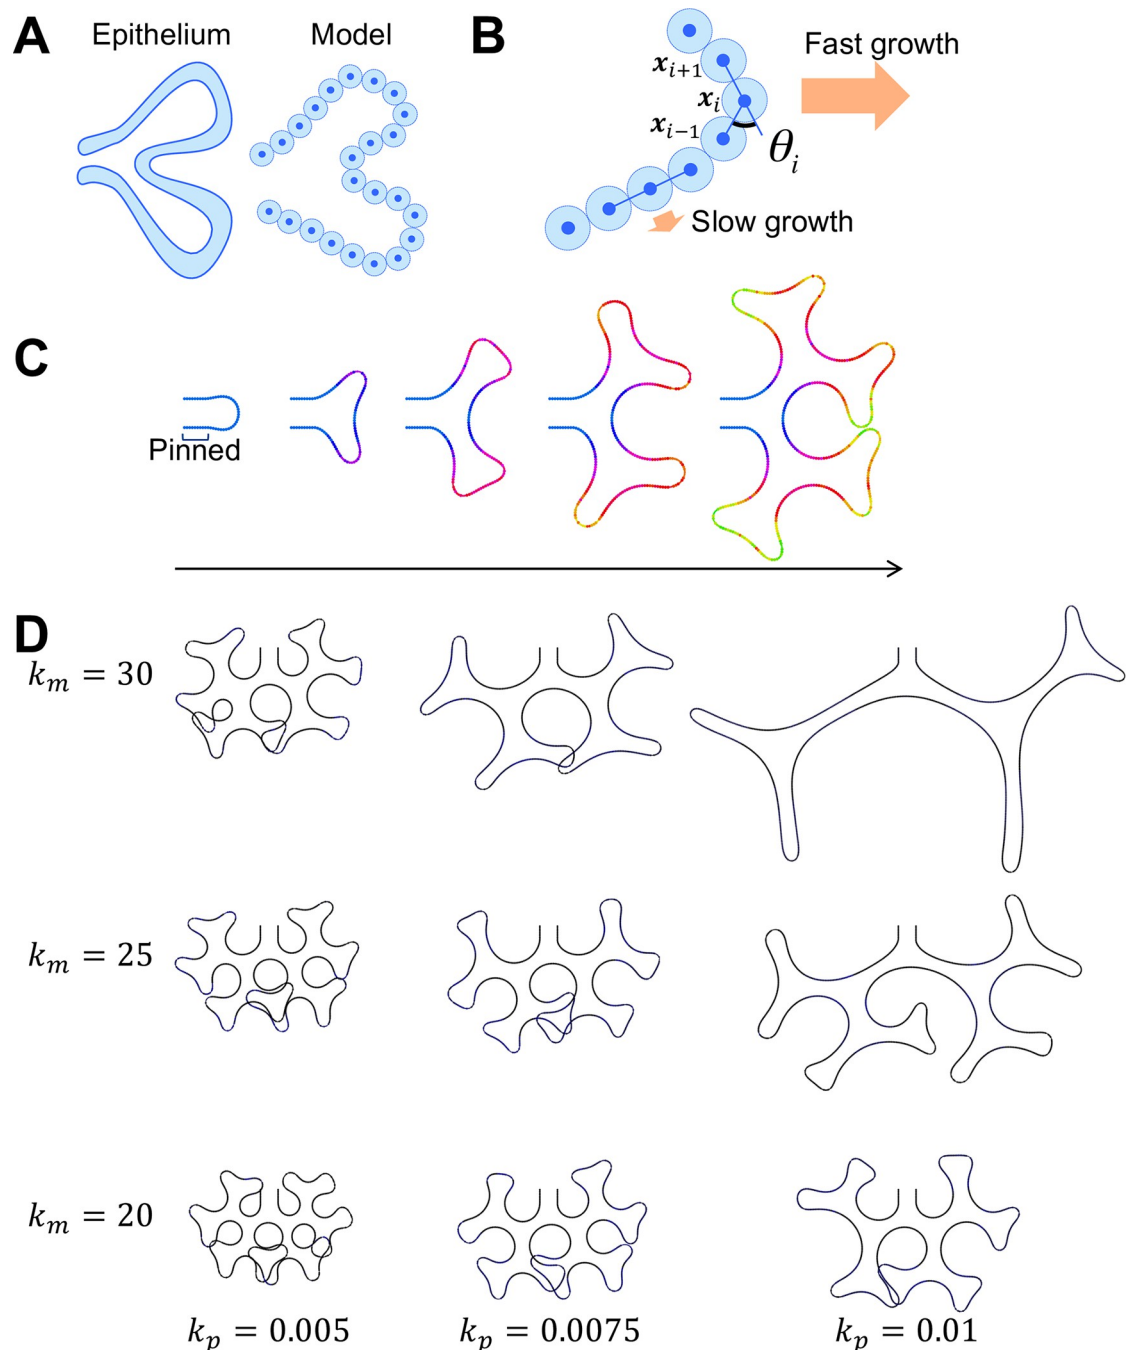 A
Epithelium
Model
B
x_{i+1}
x_i
x_{i−1}
θ_i
Fast growth
Slow growth
C
Pinned
D
k_m = 30
k_m = 25
k_m = 20
k_p = 0.005
k_p = 0.0075
k_p = 0.01